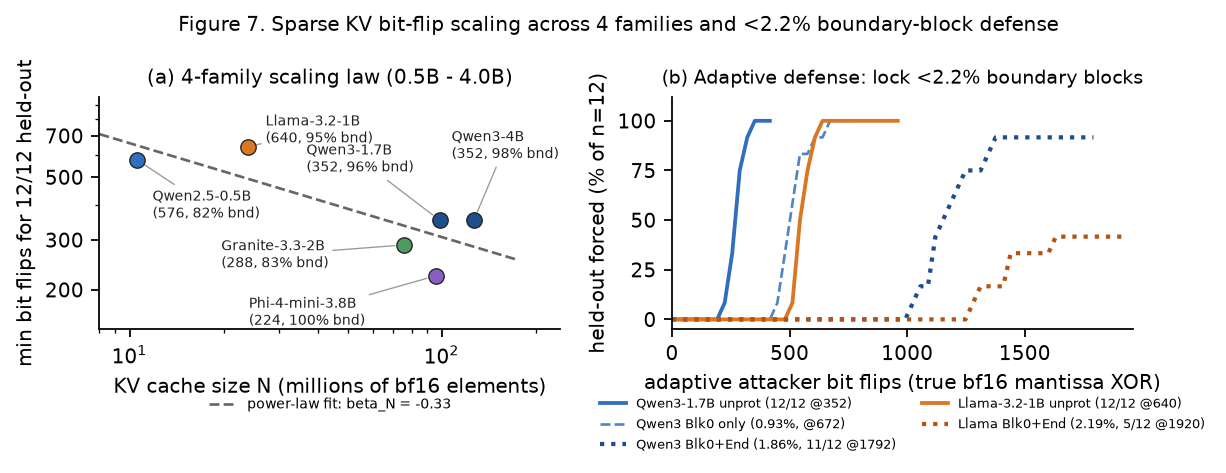 Figure 7. Sparse KV bit-flip scaling across 4 families and <2.2% boundary-block defense
(a) 4-family scaling law (0.5B - 4.0B)
min bit flips for 12/12 held-out
700
500
300
200
Llama-3.2-1B
(640, 95% bnd)
Qwen3-1.7B
(352, 96% bnd)
Qwen3-4B
(352, 98% bnd)
Qwen2.5-0.5B
(576, 82% bnd)
Granite-3.3-2B
(288, 83% bnd)
Phi-4-mini-3.8B
(224, 100% bnd)
10¹
10²
KV cache size N (millions of bf16 elements)
power-law fit: beta_N = -0.33
(b) Adaptive defense: lock <2.2% boundary blocks
held-out forced (% of n=12)
100
75
50
25
0
0
500
1000
1500
adaptive attacker bit flips (true bf16 mantissa XOR)
Qwen3-1.7B unprot (12/12 @352)
Qwen3 Blk0 only (0.93%, @672)
Qwen3 Blk0+End (1.86%, 11/12 @1792)
Llama-3.2-1B unprot (12/12 @640)
Llama Blk0+End (2.19%, 5/12 @1920)